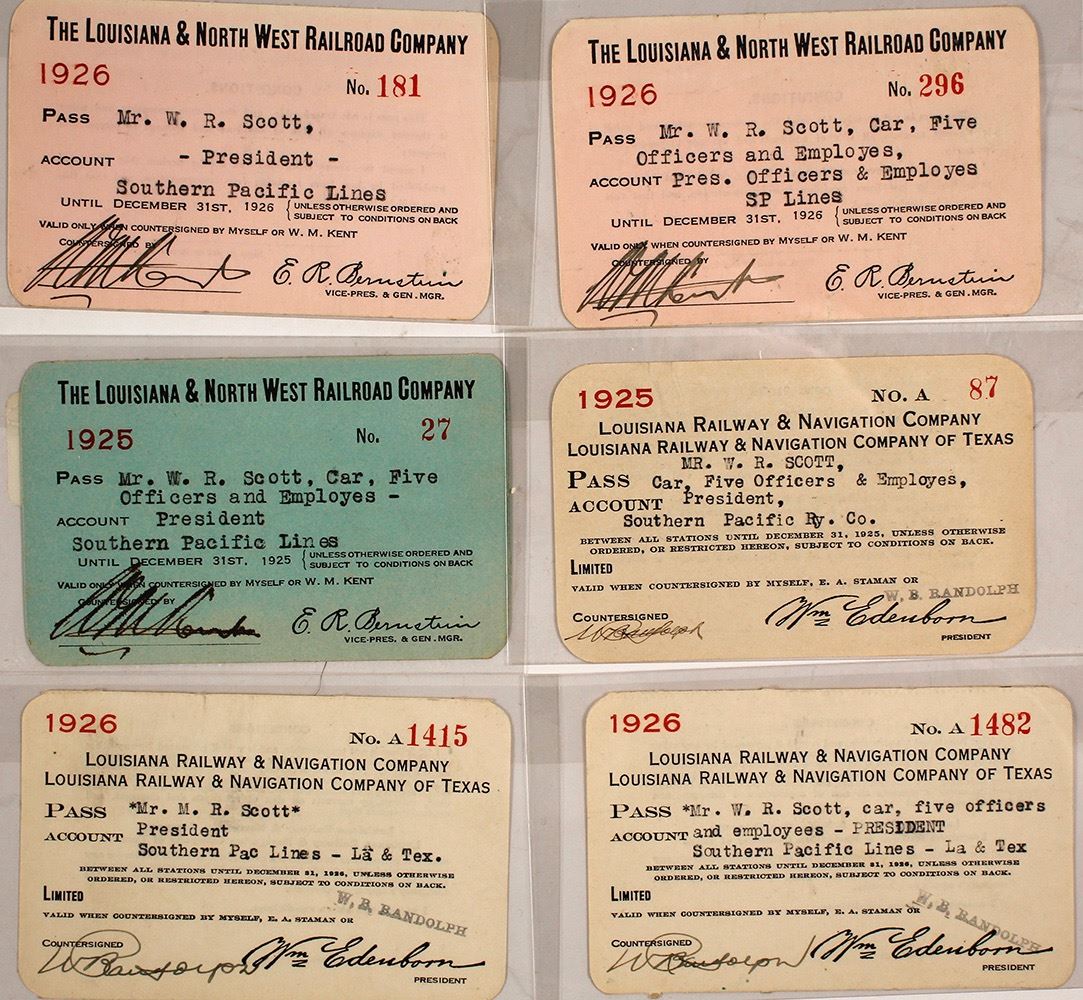 THE LOUISIANA & NORTH WEST RAILROAD COMPANY
1926
No. 181
PASS Mr. W. R. Scott,
ACCOUNT - President -
Southern Pacific Lines
UNTIL DECEMBER 31ST, 1926 { UNLESS OTHERWISE ORDERED AND
SUBJECT TO CONDITIONS ON BACK
VALID ONLY WHEN COUNTERSIGNED BY MYSELF OR W. M. KENT
COUNTERSIGNED BY
E. R. Bernstein
VICE-PRES. & GEN. MGR.
THE LOUISIANA & NORTH WEST RAILROAD COMPANY
1926
No. 296
PASS Mr. W. R. Scott, Car, Five
Officers and Employes,
ACCOUNT Pres. Officers & Employes
SP Lines
UNTIL DECEMBER 31ST, 1926 { UNLESS OTHERWISE ORDERED AND
SUBJECT TO CONDITIONS ON BACK
VALID ONLY WHEN COUNTERSIGNED BY MYSELF OR W. M. KENT
COUNTERSIGNED BY
E. R. Bernstein
VICE-PRES. & GEN. MGR.
THE LOUISIANA & NORTH WEST RAILROAD COMPANY
1925
No. 27
PASS Mr. W. R. Scott, Car, Five
Officers and Employes -
ACCOUNT President
Southern Pacific Lines
UNTIL DECEMBER 31ST, 1925 { UNLESS OTHERWISE ORDERED AND
SUBJECT TO CONDITIONS ON BACK
VALID ONLY WHEN COUNTERSIGNED BY MYSELF OR W. M. KENT
COUNTERSIGNED BY
E. R. Bernstein
VICE-PRES. & GEN. MGR.
1925
No. A 87
LOUISIANA RAILWAY & NAVIGATION COMPANY
LOUISIANA RAILWAY & NAVIGATION COMPANY OF TEXAS
MR. W. R. SCOTT,
PASS Car, Five Officers & Employes,
ACCOUNT President,
Southern Pacific Ry. Co.
BETWEEN ALL STATIONS UNTIL DECEMBER 31, 1925, UNLESS OTHERWISE
ORDERED, OR RESTRICTED HEREON, SUBJECT TO CONDITIONS ON BACK.
LIMITED
VALID WHEN COUNTERSIGNED BY MYSELF, E. A. STAMAN OR
W. B. RANDOLPH
COUNTERSIGNED
W B Randolph
Wm Edenborn
PRESIDENT
1926
No. A 1415
LOUISIANA RAILWAY & NAVIGATION COMPANY
LOUISIANA RAILWAY & NAVIGATION COMPANY OF TEXAS
PASS *Mr. M. R. Scott*
ACCOUNT President
Southern Pac Lines - La & Tex.
BETWEEN ALL STATIONS UNTIL DECEMBER 31, 1926, UNLESS OTHERWISE
ORDERED, OR RESTRICTED HEREON, SUBJECT TO CONDITIONS ON BACK.
LIMITED
W. B. RANDOLPH
VALID WHEN COUNTERSIGNED BY MYSELF, E. A. STAMAN OR
COUNTERSIGNED
W B Randolph
Wm Edenborn
PRESIDENT
1926
No. A 1482
LOUISIANA RAILWAY & NAVIGATION COMPANY
LOUISIANA RAILWAY & NAVIGATION COMPANY OF TEXAS
PASS *Mr. W. R. Scott, car, five officers
ACCOUNT and employees - PRESIDENT
Southern Pacific Lines - La & Tex
BETWEEN ALL STATIONS UNTIL DECEMBER 31, 1926, UNLESS OTHERWISE
ORDERED, OR RESTRICTED HEREON, SUBJECT TO CONDITIONS ON BACK.
LIMITED
W. B. RANDOLPH
VALID WHEN COUNTERSIGNED BY MYSELF, E. A. STAMAN OR
COUNTERSIGNED
W B Randolph
Wm Edenborn
PRESIDENT